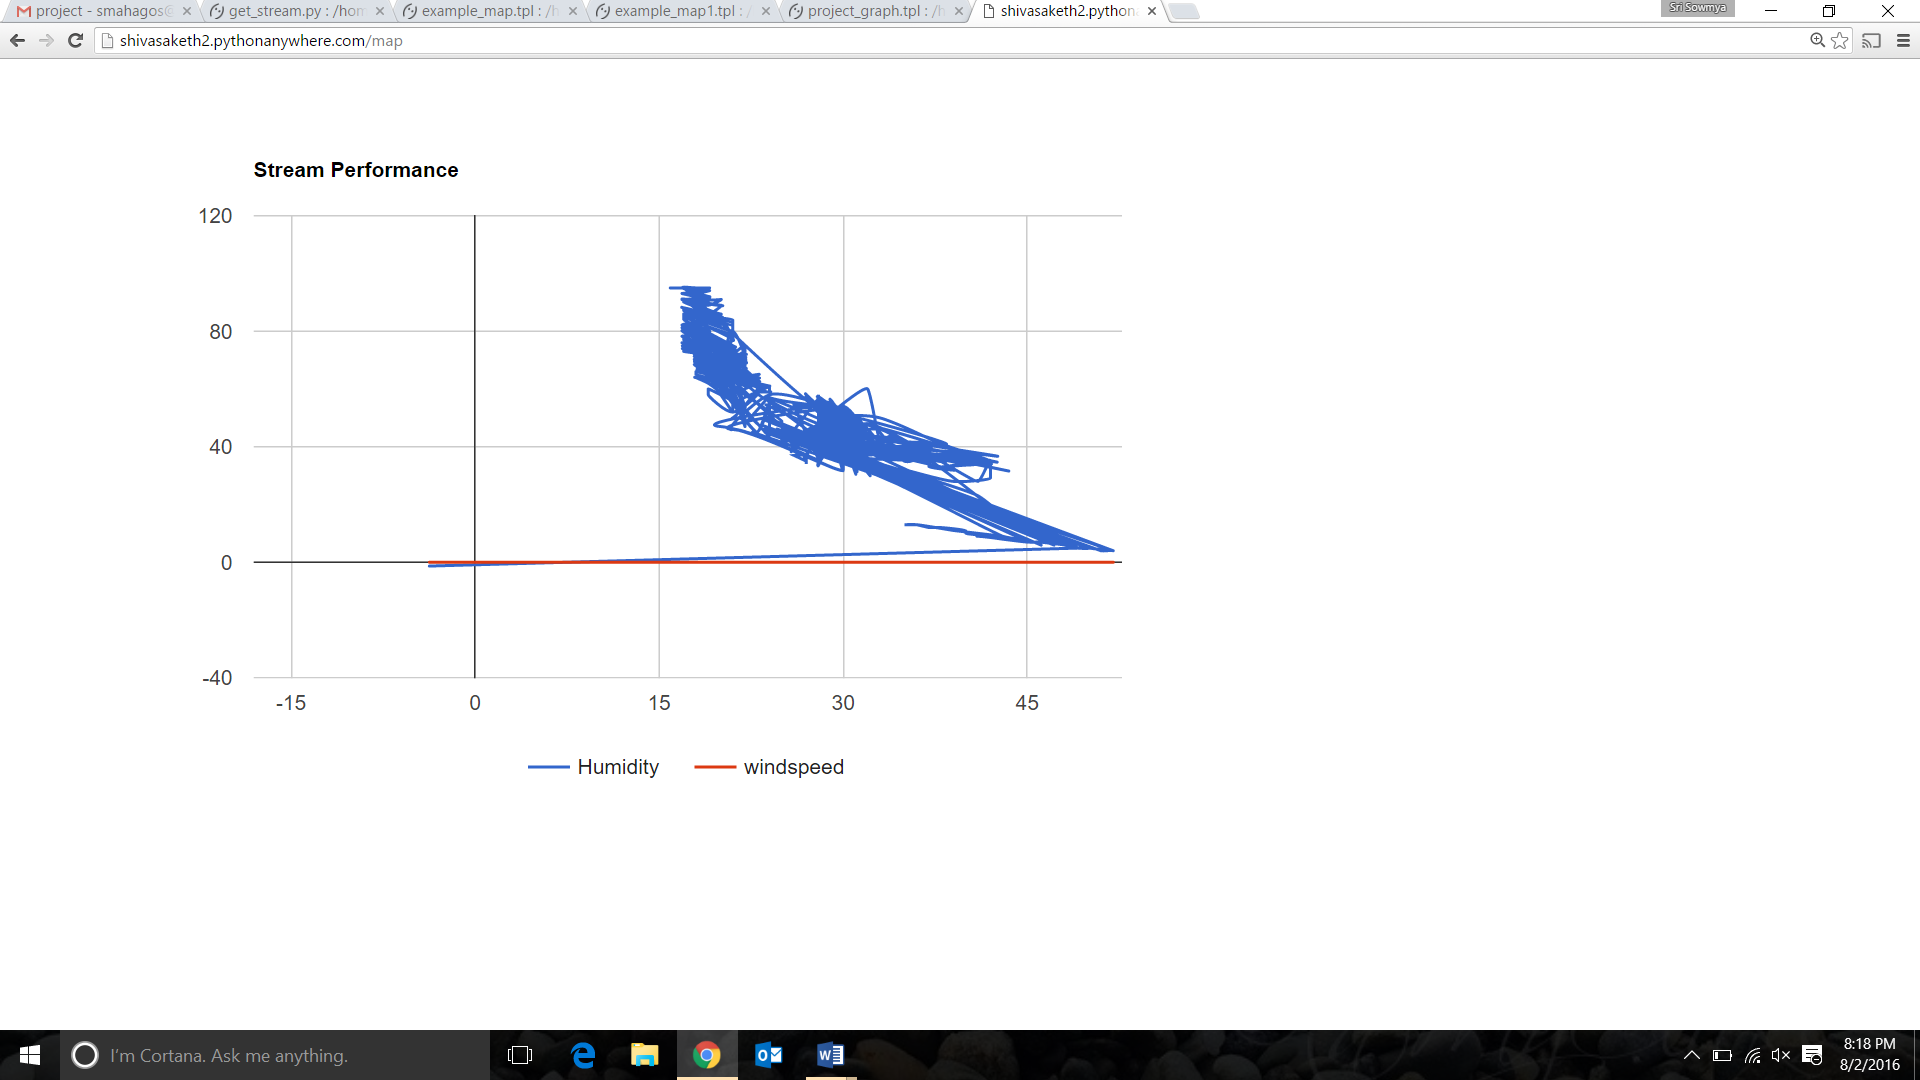 project - smahagos@
get_stream.py : /hom
example_map.tpl : /h
example_map1.tpl : /
project_graph.tpl : /h
shivasaketh2.python
Sri Sowmya
shivasaketh2.pythonanywhere.com/map
Stream Performance
120
80
40
0
-40
-15 0 15 30 45
Humidity windspeed
I'm Cortana. Ask me anything.
8:18 PM
8/2/2016